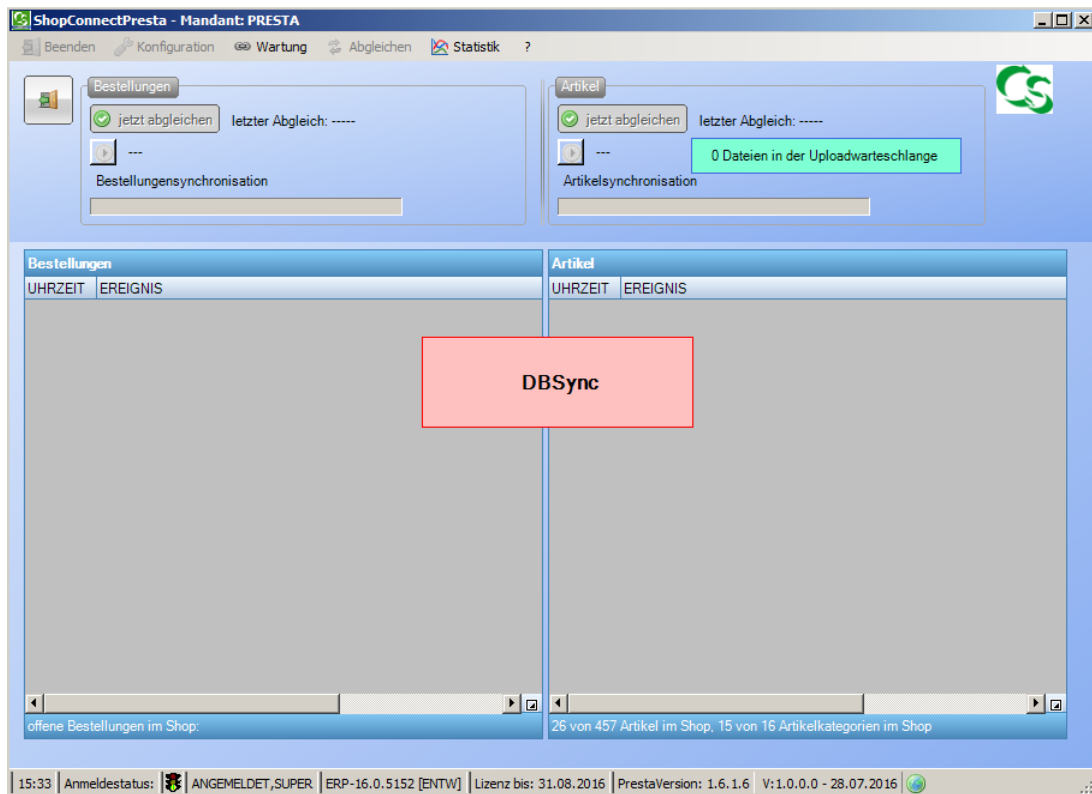 ShopConnectPresta - Mandant: PRESTA
Beenden Konfiguration Wartung Abgleichen Statistik ?
Bestellungen
jetzt abgleichen letzter Abgleich: -----
---
Bestellungensynchronisation
Artikel
jetzt abgleichen letzter Abgleich: -----
---
0 Dateien in der Uploadwarteschlange
Artikelsynchronisation
CS
Bestellungen
UHRZEIT EREIGNIS
Artikel
UHRZEIT EREIGNIS
DBSync
offene Bestellungen im Shop:
26 von 457 Artikel im Shop, 15 von 16 Artikelkategorien im Shop
15:33 Anmeldestatus: ANGEMELDET,SUPER ERP-16.0.5152 [ENTW] Lizenz bis: 31.08.2016 PrestaVersion: 1.6.1.6 V:1.0.0.0 - 28.07.2016